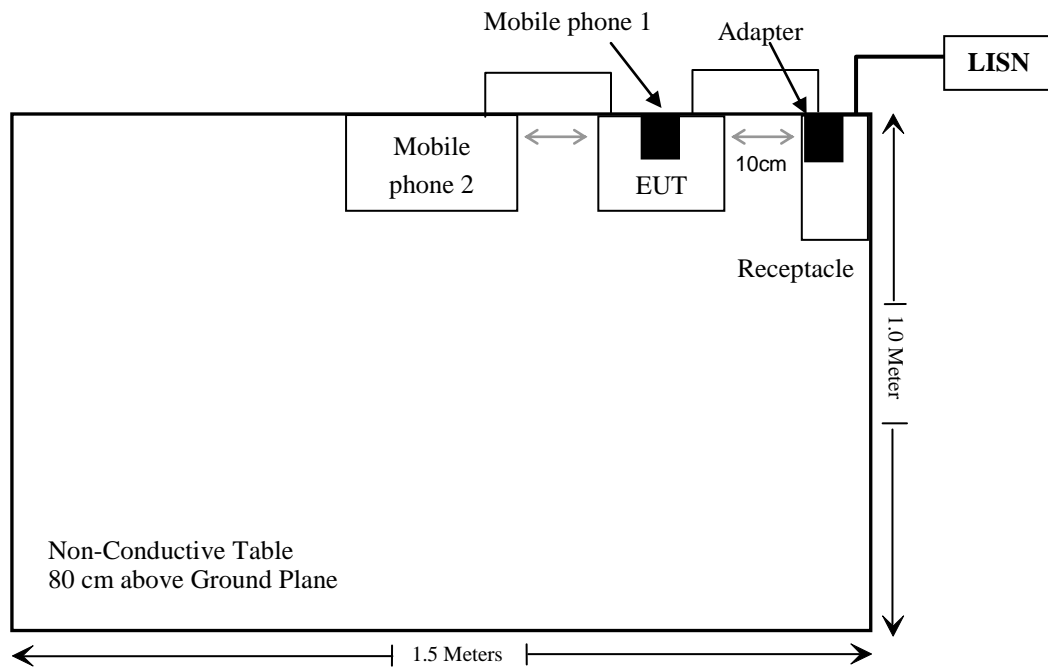 Mobile phone 1
Adapter
LISN
Mobile
phone 2
EUT
10cm
Receptacle
1.0 Meter
Non-Conductive Table
80 cm above Ground Plane
1.5 Meters